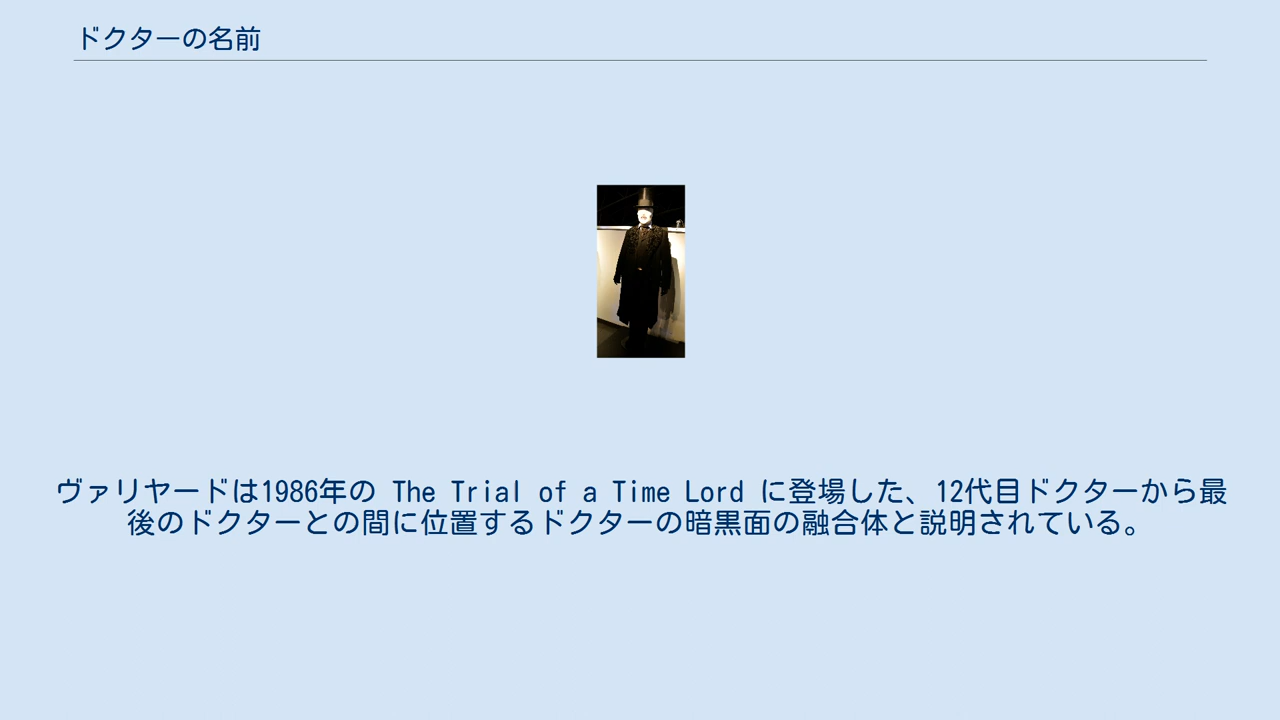 ドクターの名前
ヴァリヤードは1986年の The Trial of a Time Lord に登場した、12代目ドクターから最
後のドクターとの間に位置するドクターの暗黒面の融合体と説明されている。